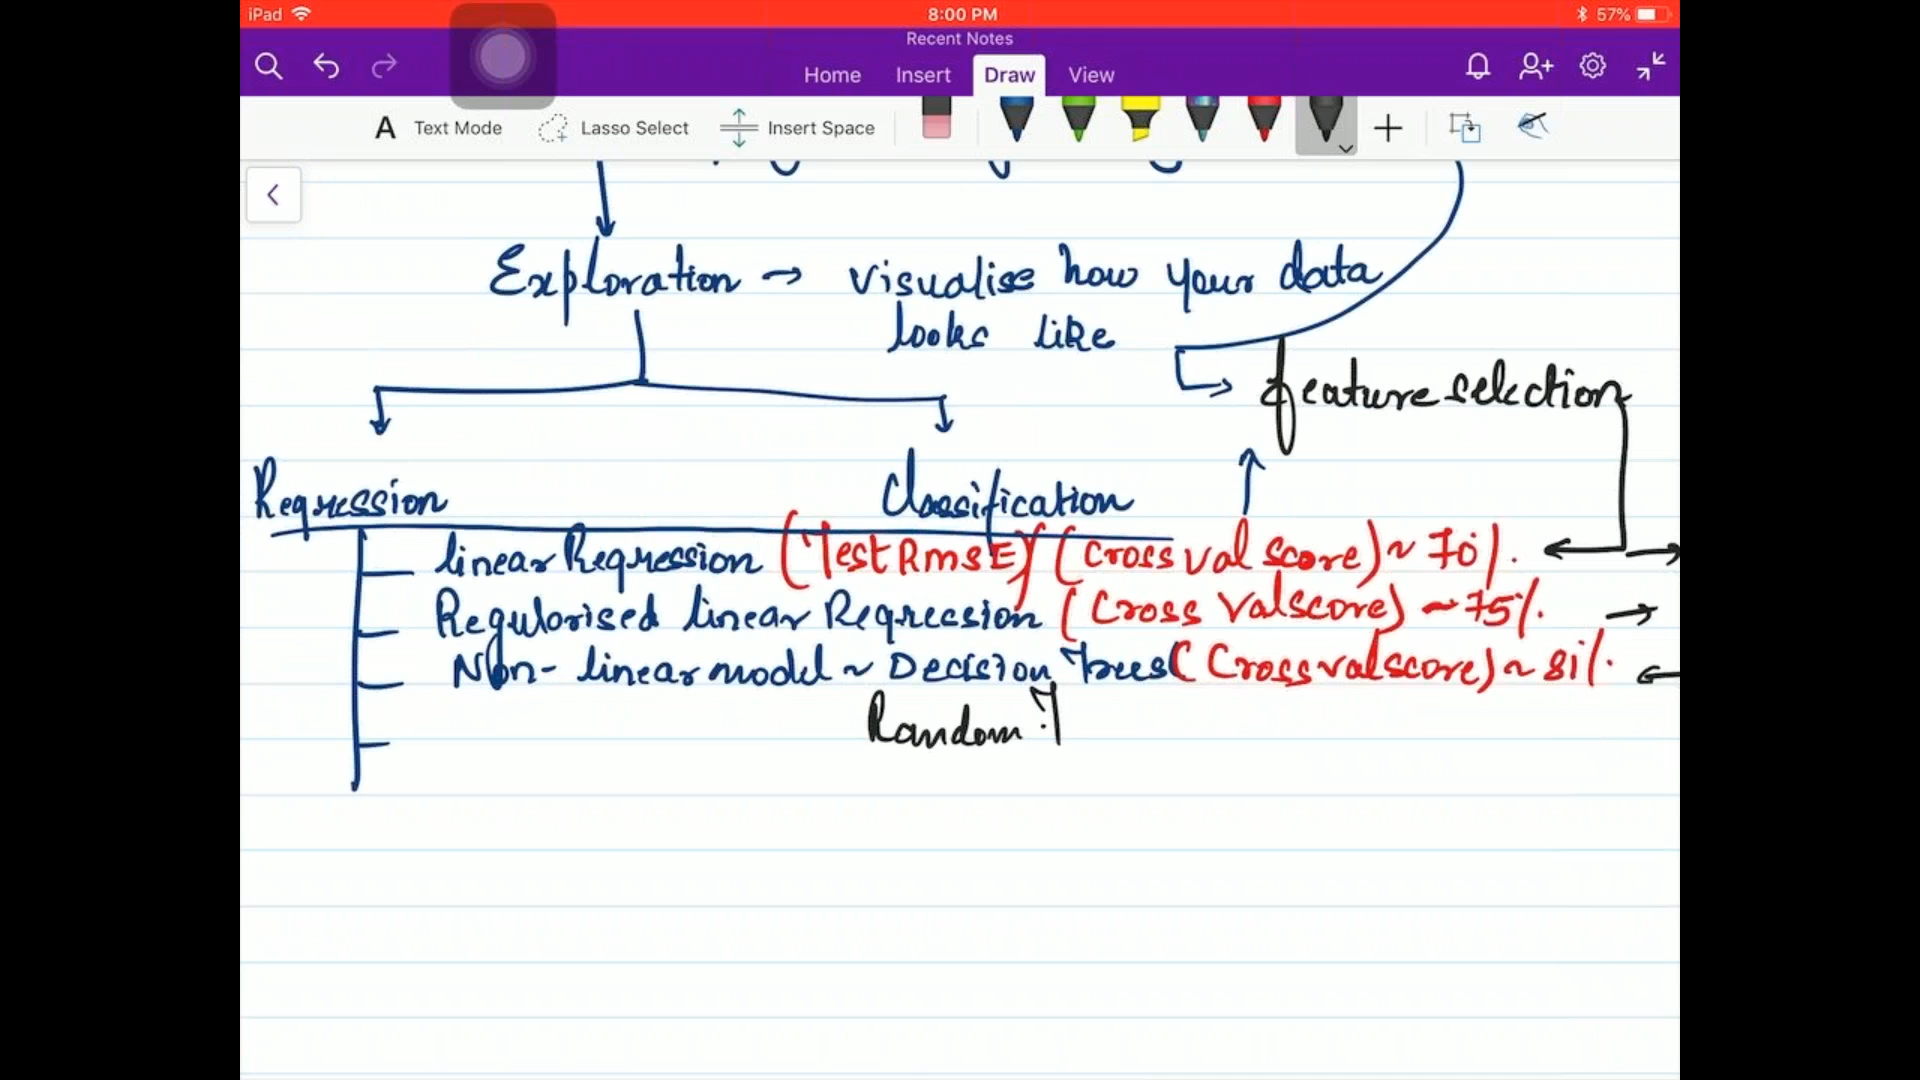 iPad 8:00 PM 57%
Recent Notes
Home Insert Draw View
A Text Mode Lasso Select Insert Space
Exploration → visualise how your data
looks like
feature selection
Regression Classification
linear Regression (Test RmsE) (Cross val score) ~ 70%.
Regularised linear Regression (Cross Valscore) ~ 75%.
Non-linear model ~ Decision Trees (Crossvalscore) ~ 81%.
Random